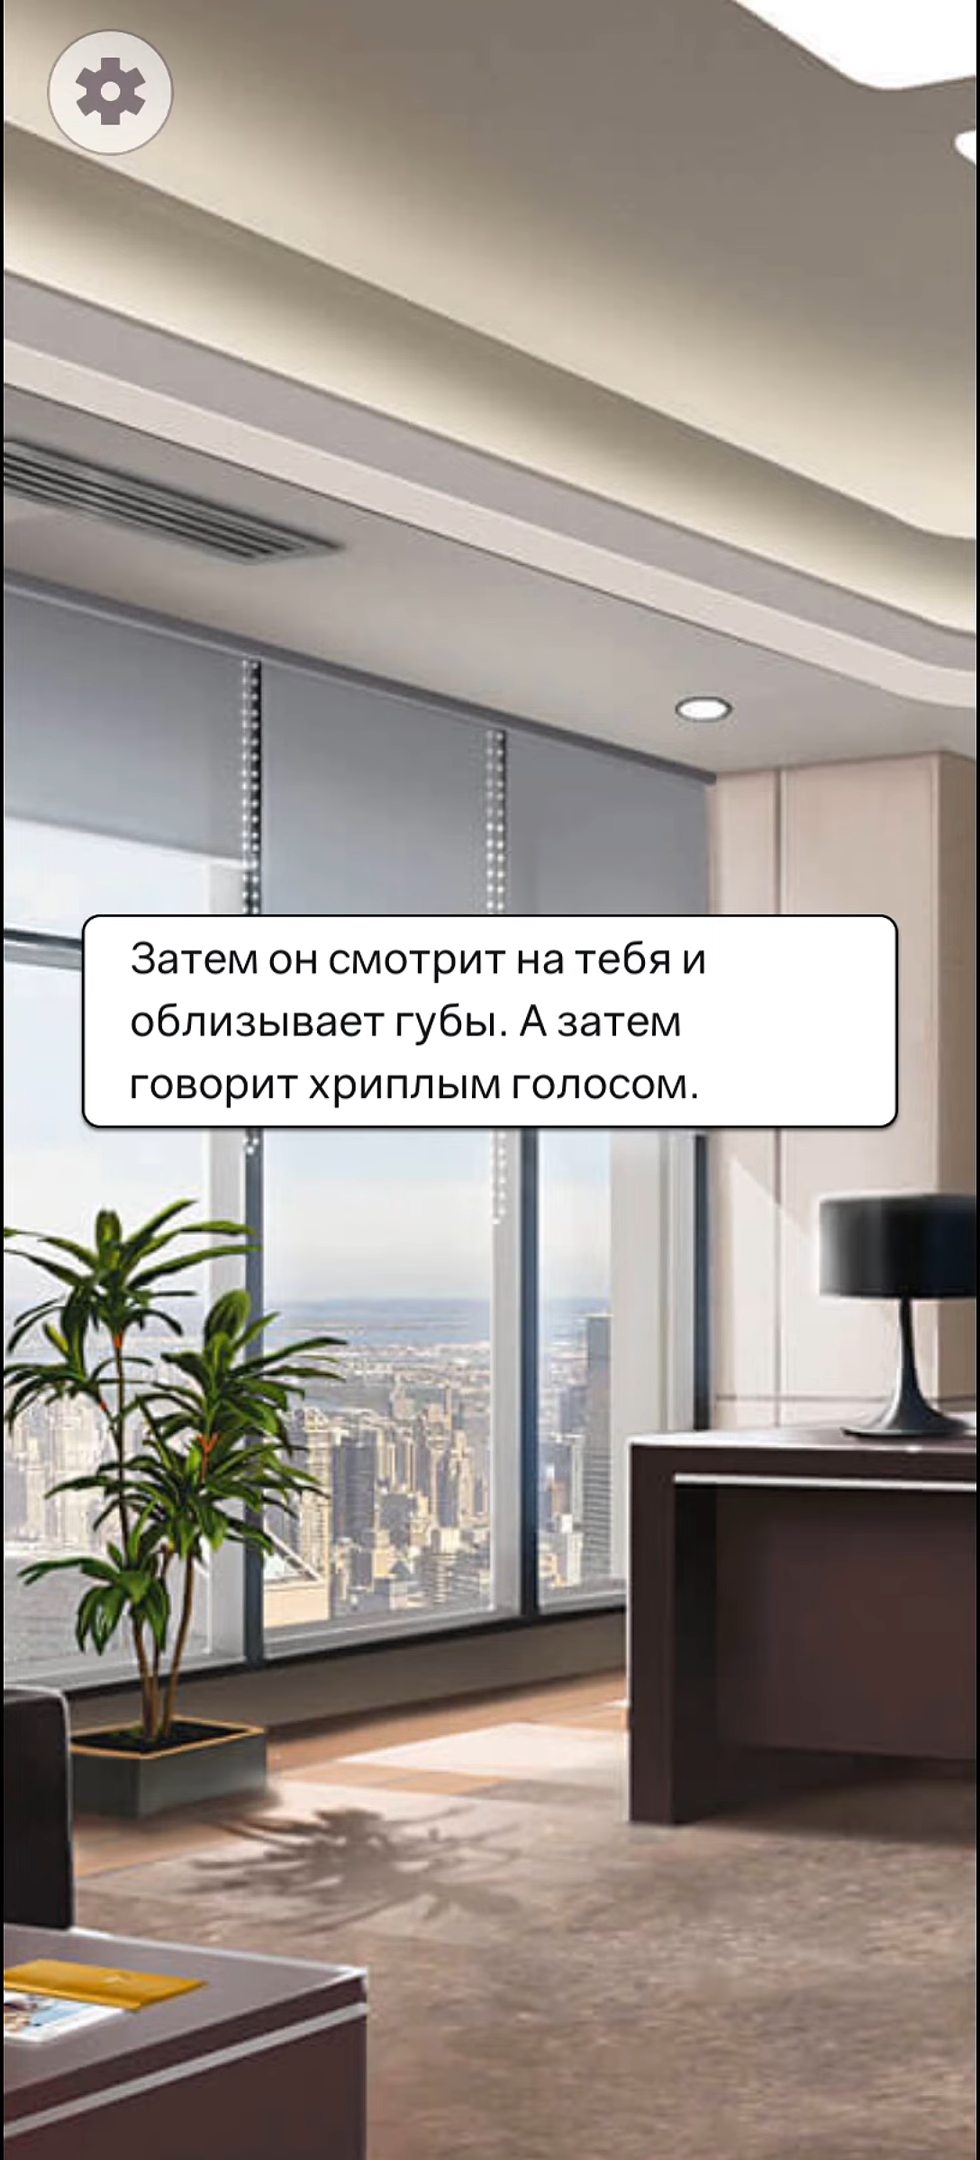 Затем он смотрит на тебя и
облизывает губы. А затем
говорит хриплым голосом.